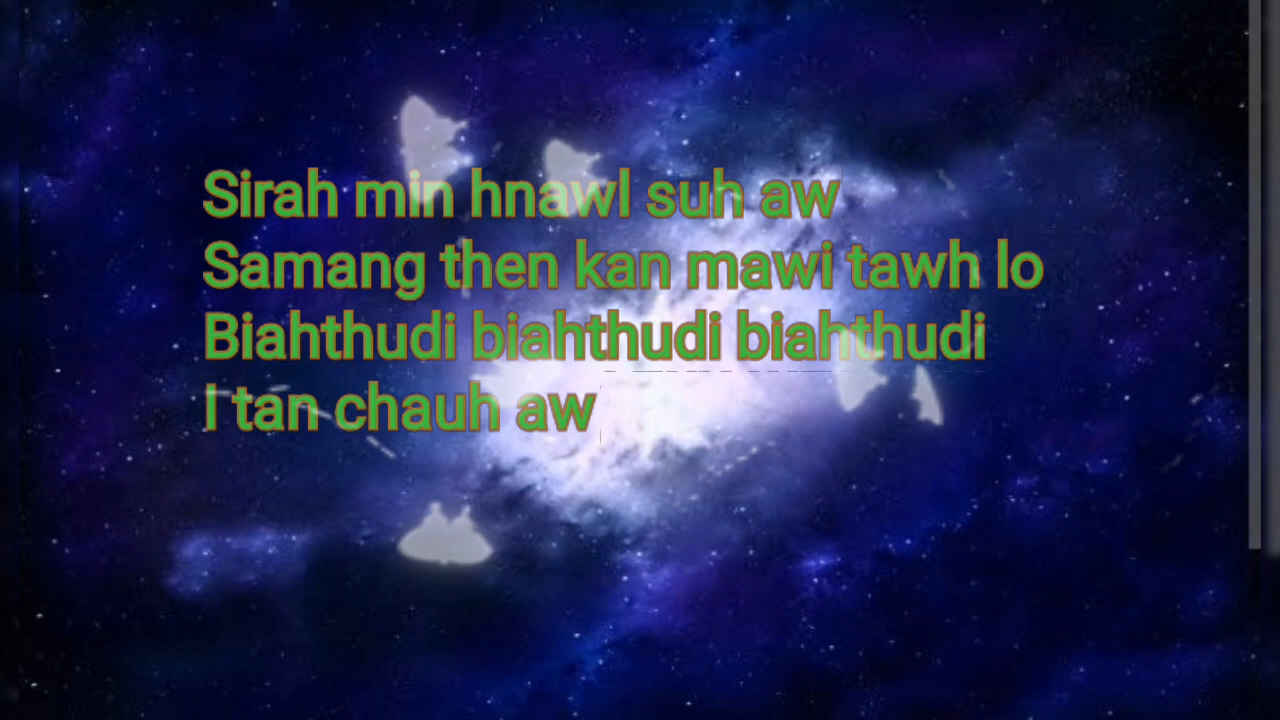 Sirah min hnawl suh aw
Samang then kan mawi tawh lo
Biahthudi biahthudi biahthudi
I tan chauh aw